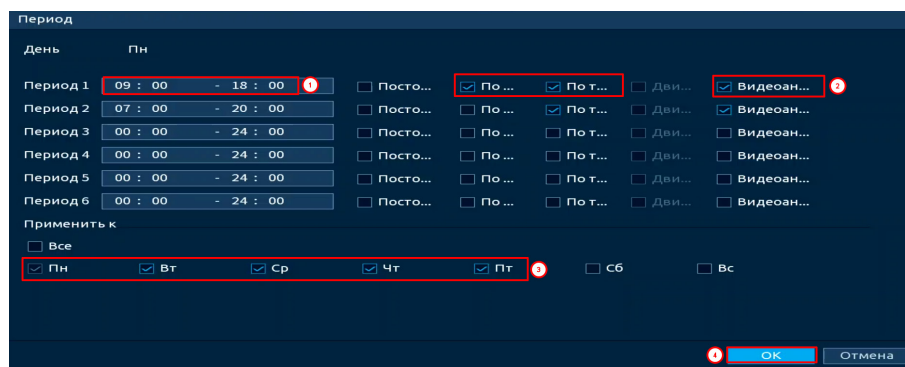 Период
День Пн
Период 1 09 : 00 - 18 : 00 1 Посто... По ... По т... Дви... Видеоан... 2
Период 2 07 : 00 - 20 : 00 Посто... По ... По т... Дви... Видеоан...
Период 3 00 : 00 - 24 : 00 Посто... По ... По т... Дви... Видеоан...
Период 4 00 : 00 - 24 : 00 Посто... По ... По т... Дви... Видеоан...
Период 5 00 : 00 - 24 : 00 Посто... По ... По т... Дви... Видеоан...
Период 6 00 : 00 - 24 : 00 Посто... По ... По т... Дви... Видеоан...
Применить к
Все
Пн Вт Ср Чт Пт 3 Сб Вс
4 OK Отмена